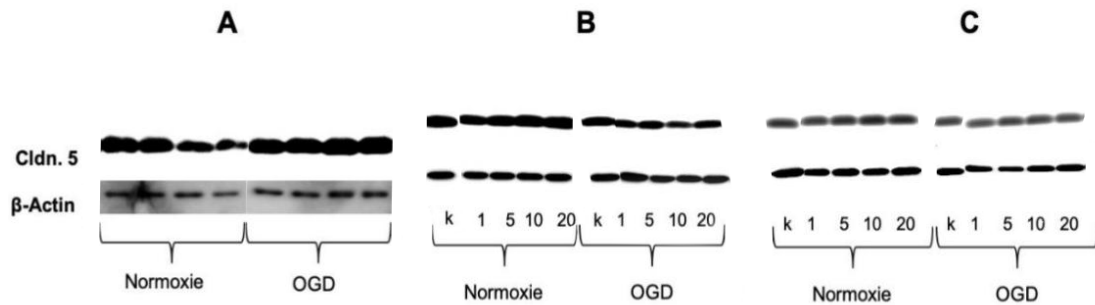 A B C
Cldn. 5
β-Actin
k 1 5 10 20 k 1 5 10 20 k 1 5 10 20 k 1 5 10 20
Normoxie OGD Normoxie OGD Normoxie OGD